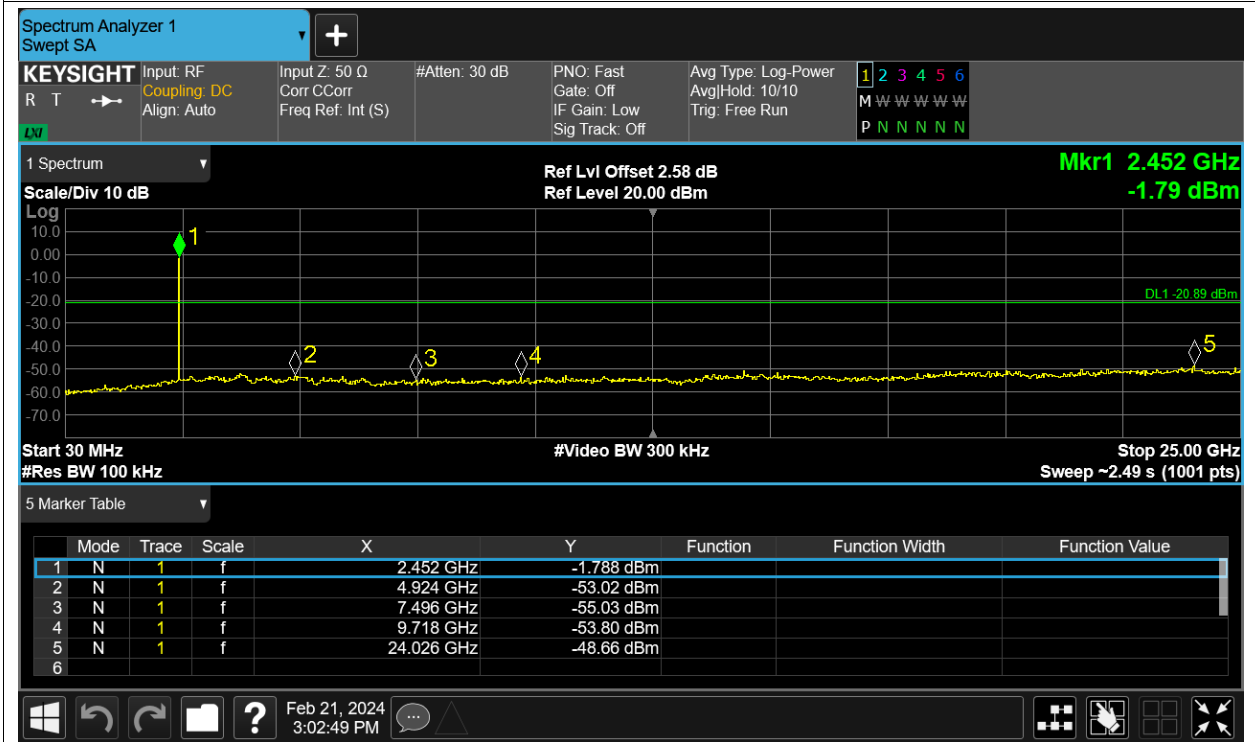 Spectrum Analyzer 1
Swept SA
KEYSIGHT Input: RF Input Z: 50 Ω #Atten: 30 dB PNO: Fast Avg Type: Log-Power 1 2 3 4 5 6
R T Coupling: DC Corr CCorr Gate: Off Avg|Hold: 10/10 M W W W W W
Align: Auto Freq Ref: Int (S) IF Gain: Low Trig: Free Run
LXI Sig Track: Off P N N N N N
1 Spectrum Ref Lvl Offset 2.58 dB Mkr1 2.452 GHz
Scale/Div 10 dB Ref Level 20.00 dBm -1.79 dBm
Log
10.0 1
0.00
-10.0
-20.0 DL1 -20.89 dBm
-30.0
-40.0 2 3 4 5
-50.0
-60.0
-70.0
Start 30 MHz #Video BW 300 kHz Stop 25.00 GHz
#Res BW 100 kHz Sweep ~2.49 s (1001 pts)
5 Marker Table
Mode Trace Scale X Y Function Function Width Function Value
1 N 1 f 2.452 GHz -1.788 dBm
2 N 1 f 4.924 GHz -53.02 dBm
3 N 1 f 7.496 GHz -55.03 dBm
4 N 1 f 9.718 GHz -53.80 dBm
5 N 1 f 24.026 GHz -48.66 dBm
6
? Feb 21, 2024
3:02:49 PM